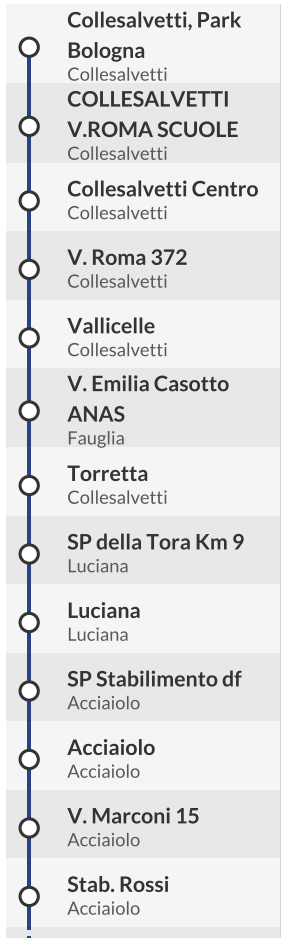 Collesalvetti, Park
Bologna
Collesalvetti
COLLESALVETTI
V.ROMA SCUOLE
Collesalvetti
Collesalvetti Centro
Collesalvetti
V. Roma 372
Collesalvetti
Vallicelle
Collesalvetti
V. Emilia Casotto
ANAS
Fauglia
Torretta
Collesalvetti
SP della Tora Km 9
Luciana
Luciana
Luciana
SP Stabilimento df
Acciaiolo
Acciaiolo
Acciaiolo
V. Marconi 15
Acciaiolo
Stab. Rossi
Acciaiolo